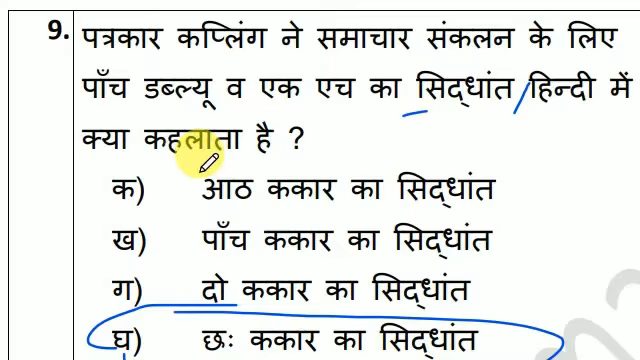 9. पत्रकार कप्लिंग ने समाचार संकलन के लिए
पाँच डब्ल्यू व एक एच का सिद्धांत हिन्दी में
क्या कहलाता है ?
क) आठ ककार का सिद्धांत
ख) पाँच ककार का सिद्धांत
ग) दो ककार का सिद्धांत
घ) छः ककार का सिद्धांत